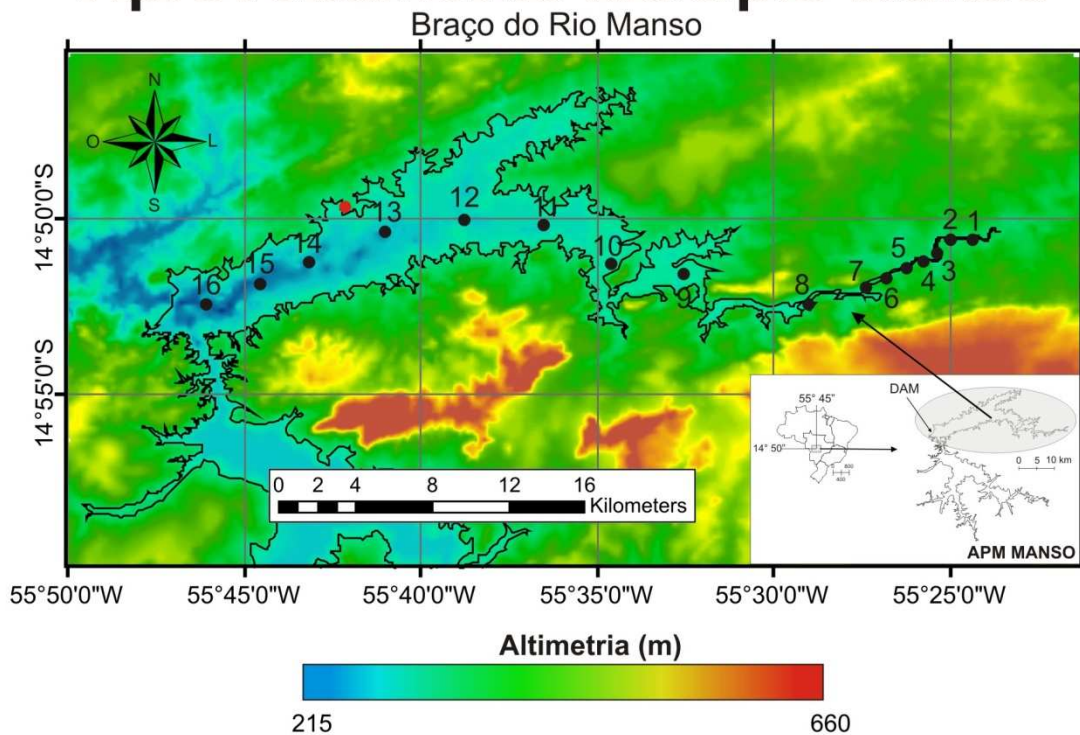 Braço do Rio Manso
N
O L
S
14°50'0"S
14°55'0"S
1
2
3
4
5
6
7
8
9
10
11
12
13
14
15
16
0 2 4 8 12 16
Kilometers
DAM
55° 45"
14° 50"
0 5 10 km
APM MANSO
55°50'0"W 55°45'0"W 55°40'0"W 55°35'0"W 55°30'0"W 55°25'0"W
Altimetria (m)
215 660